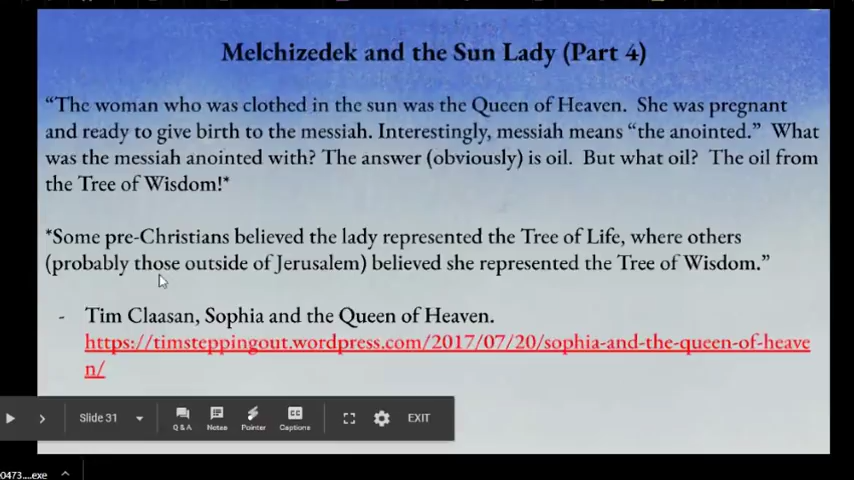 Melchizedek and the Sun Lady (Part 4)
“The woman who was clothed in the sun was the Queen of Heaven. She was pregnant
and ready to give birth to the messiah. Interestingly, messiah means “the anointed.” What
was the messiah anointed with? The answer (obviously) is oil. But what oil? The oil from
the Tree of Wisdom!*
*Some pre-Christians believed the lady represented the Tree of Life, where others
(probably those outside of Jerusalem) believed she represented the Tree of Wisdom.”
- Tim Claasan, Sophia and the Queen of Heaven.
https://timsteppingout.wordpress.com/2017/07/20/sophia-and-the-queen-of-heave
n/
Slide 31
Q & A
Notes
Pointer
CC
Captions
EXIT
0473....exe